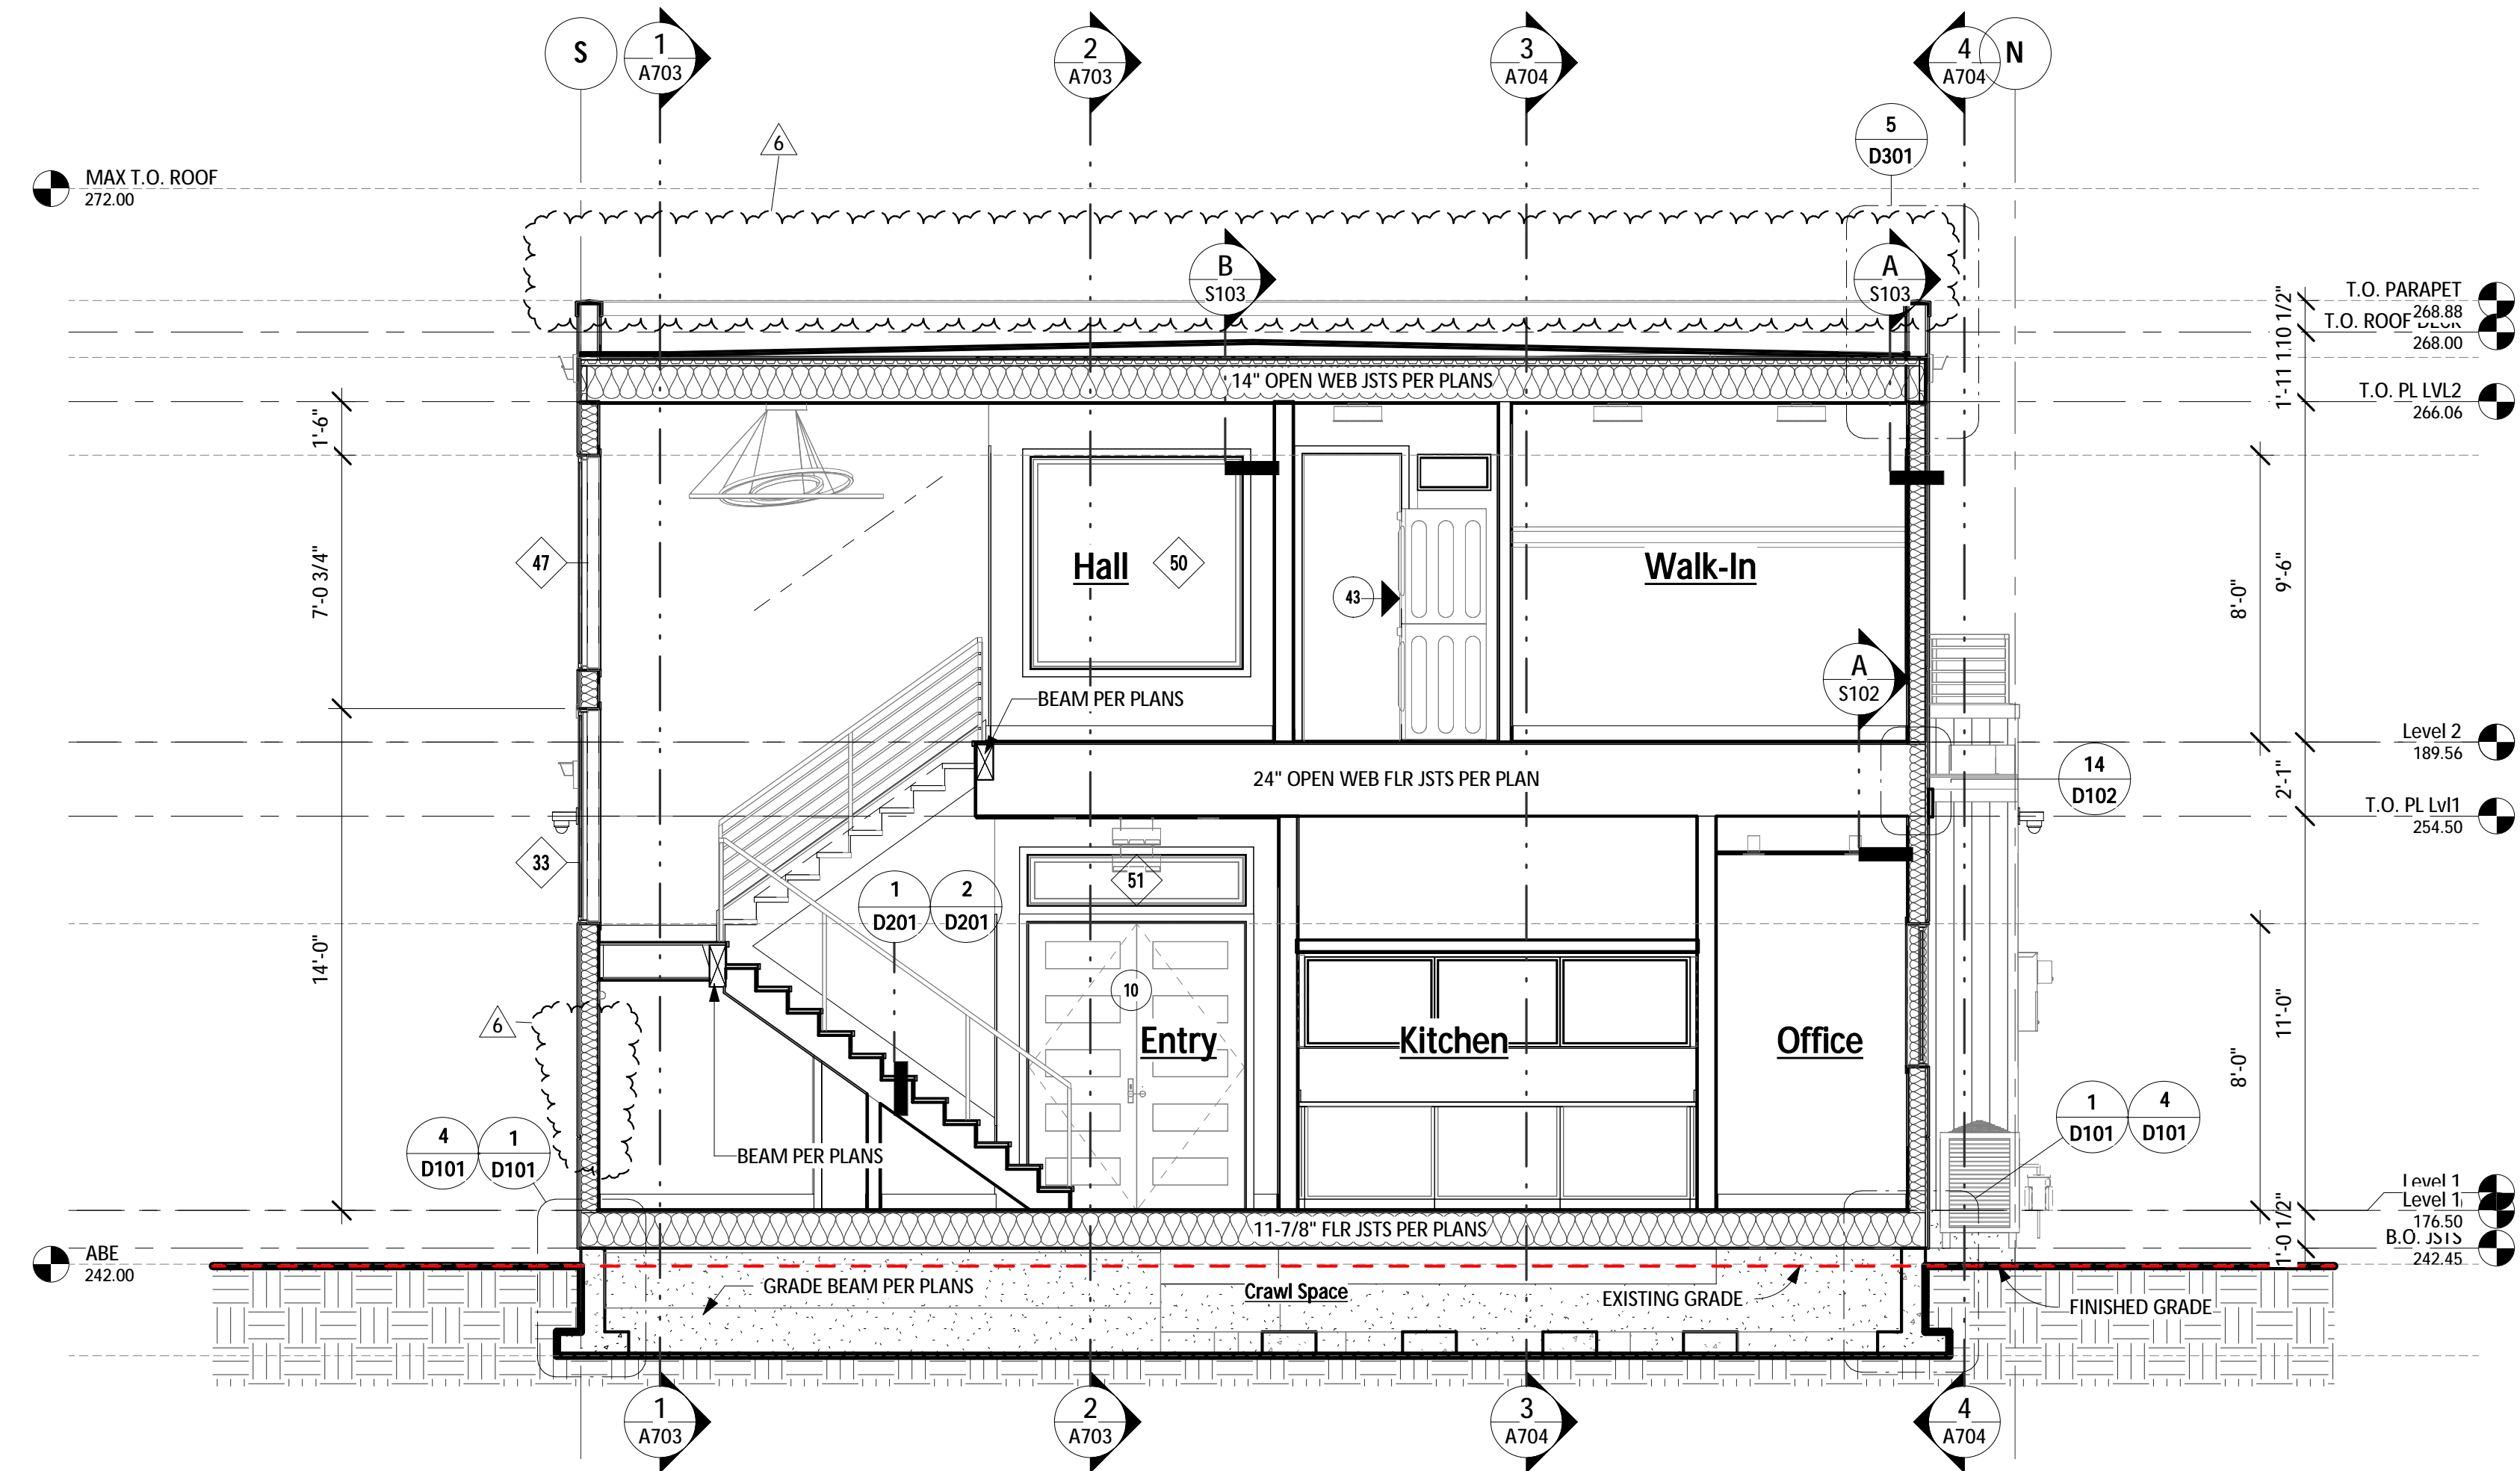 S
1
A703
2
A703
3
A704
4
A704
N
5
D301
6
MAX T.O. ROOF
272.00
B
S103
A
S103
T.O. PARAPET
268.88
T.O. ROOF DECK
268.00
T.O. PL LVL2
266.06
1'-11 1/2"
1'-6"
14" OPEN WEB JSTS PER PLANS
47
7'-0 3/4"
Hall
50
43
Walk-In
8'-0"
9'-6"
A
S102
BEAM PER PLANS
Level 2
189.56
24" OPEN WEB FLR JSTS PER PLAN
14
D102
2'-1"
T.O. PL Lvl1
254.50
33
51
1
D201
2
D201
14'-0"
10
Entry
Kitchen
Office
11'-0"
8'-0"
6
4
D101
1
D101
BEAM PER PLANS
1
D101
4
D101
Level 1
Level 1
176.50
B.O. JSTS
242.45
1'-0 1/2"
11-7/8" FLR JSTS PER PLANS
ABE
242.00
GRADE BEAM PER PLANS
Crawl Space
EXISTING GRADE
FINISHED GRADE
1
A703
2
A703
3
A704
4
A704